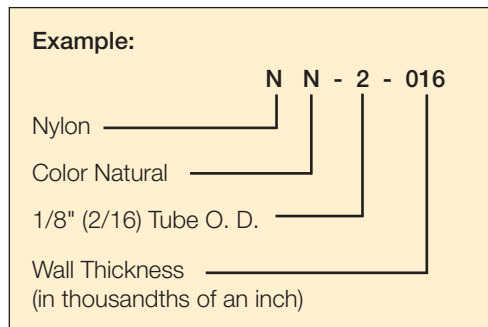 Example:
N N - 2 - 016
Nylon
Color Natural
1/8" (2/16) Tube O. D.
Wall Thickness
(in thousandths of an inch)